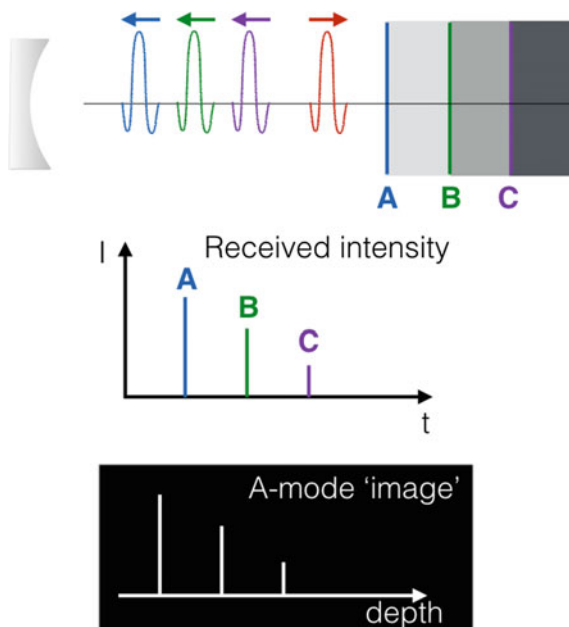 A B C
I Received intensity
A
B
C
t
A-mode ‘image’
depth